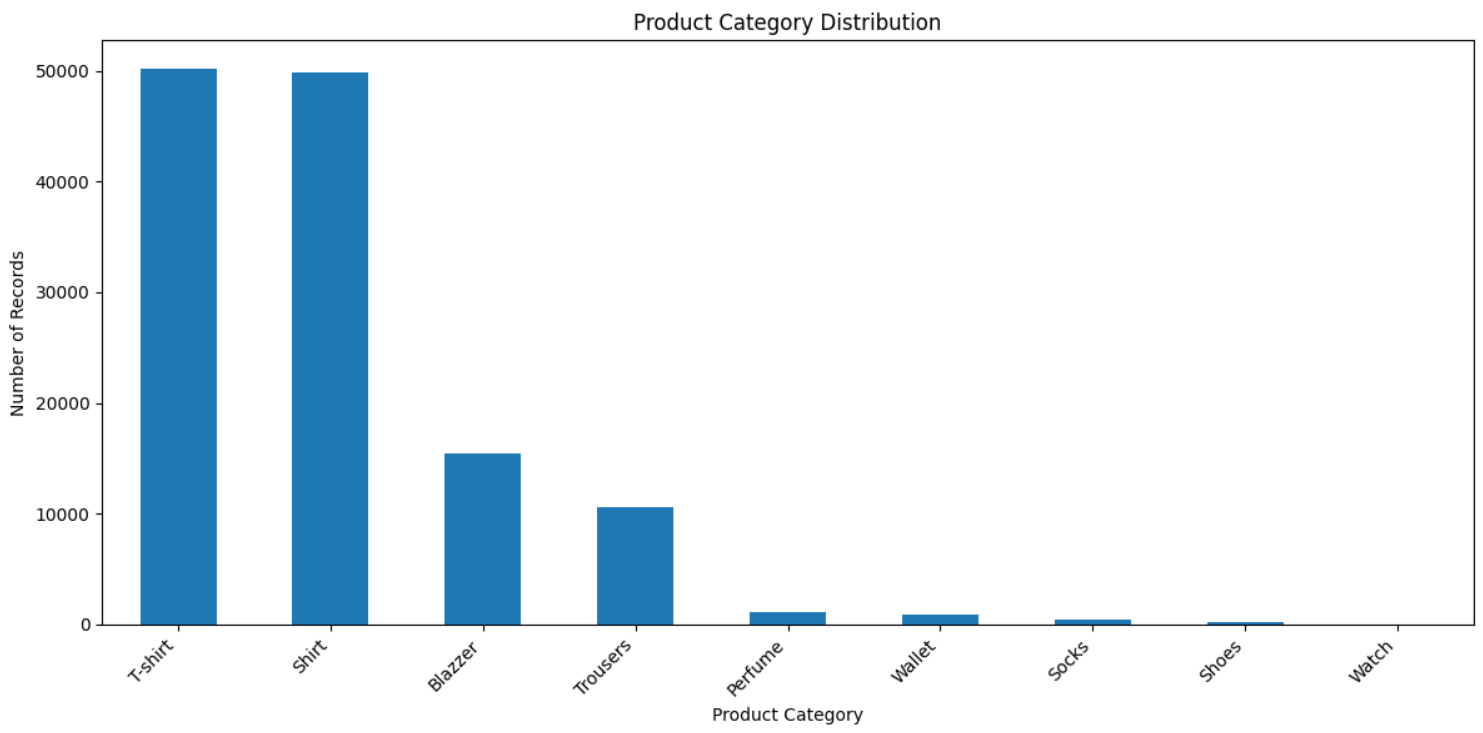 Product Category Distribution
50000
40000
30000
20000
10000
0
Number of Records
T-shirt
Shirt
Blazzer
Trousers
Perfume
Wallet
Socks
Shoes
Watch
Product Category